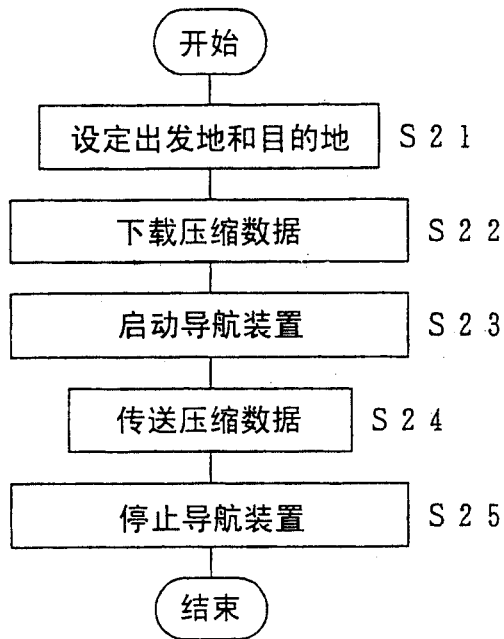 开始
设定出发地和目的地 S21
下载压缩数据 S22
启动导航装置 S23
传送压缩数据 S24
停止导航装置 S25
结束